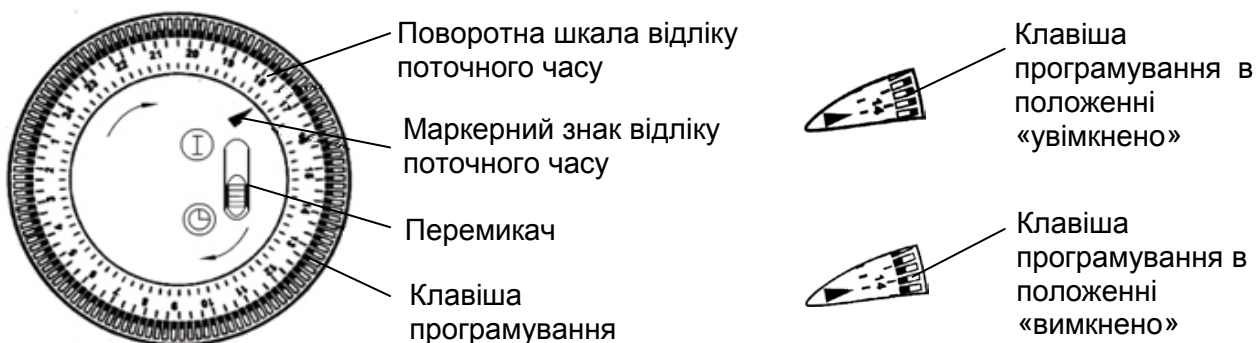 Поворотна шкала відліку
поточного часу
Маркерний знак відліку
поточного часу
Перемикач
Клавіша
програмування
Клавіша
програмування в
положенні
«увімкнено»
Клавіша
програмування в
положенні
«вимкнено»